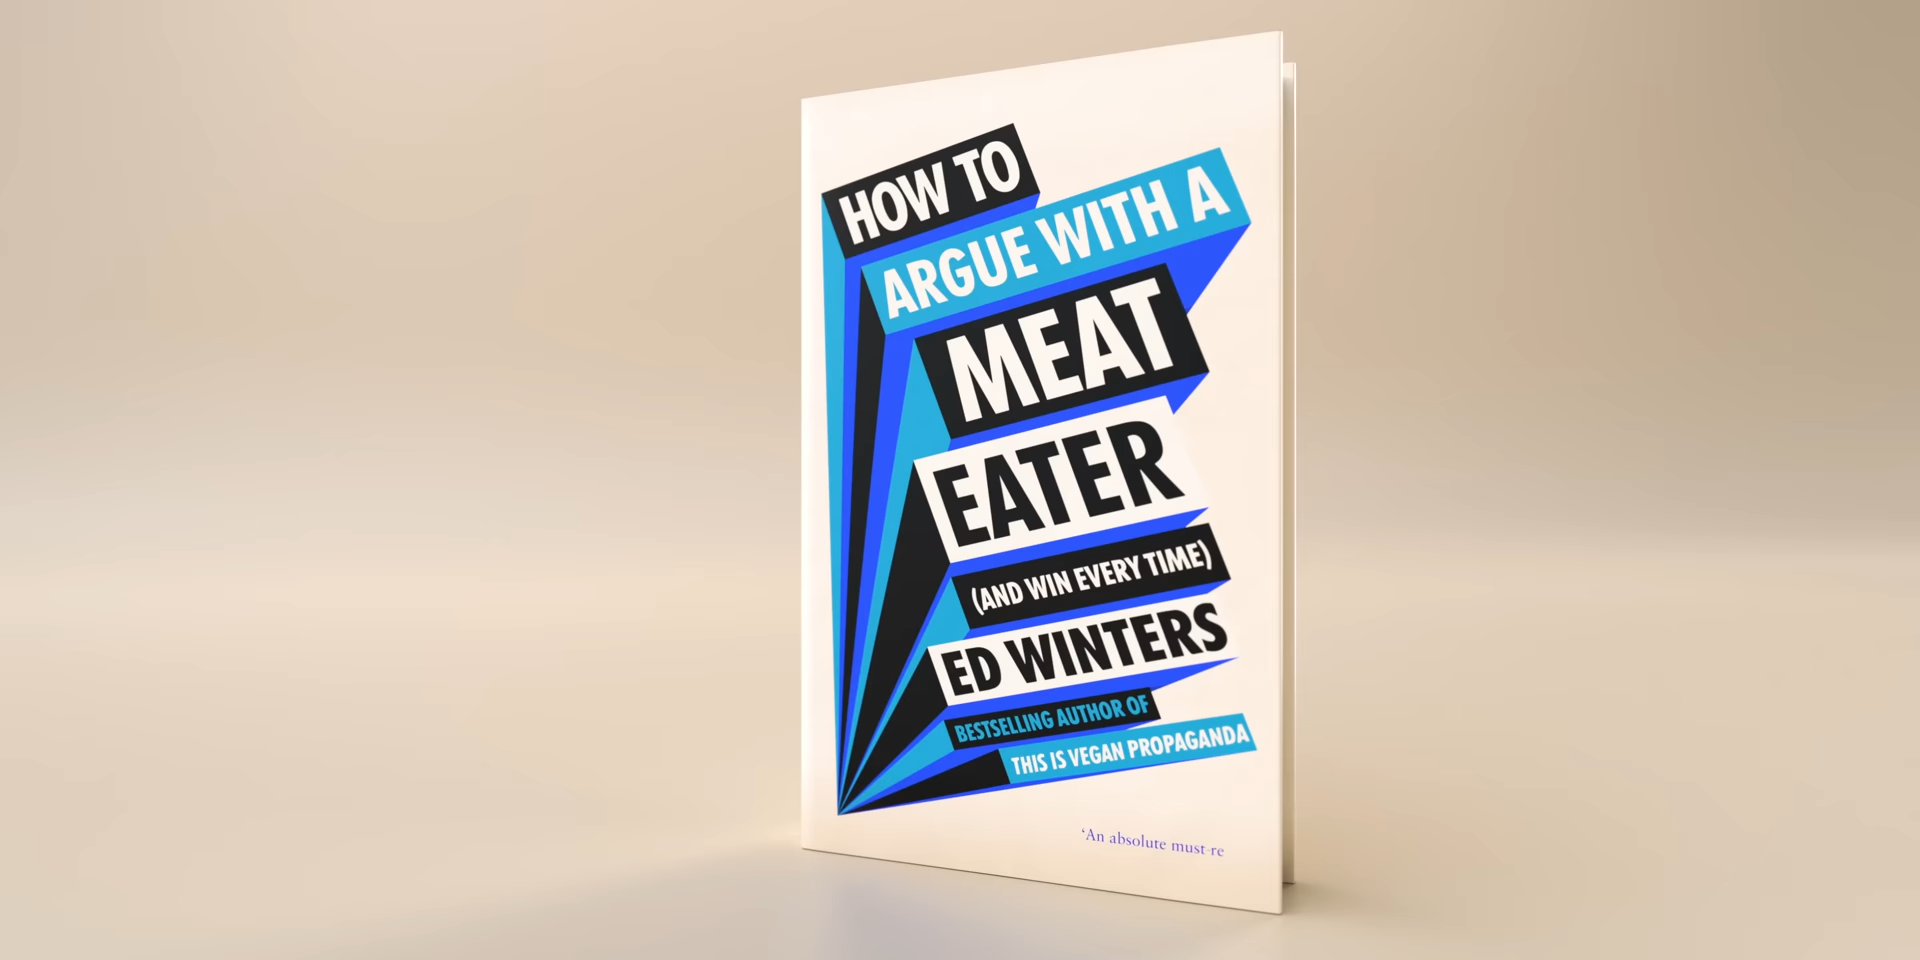 HOW TO
ARGUE WITH A
MEAT
EATER
(AND WIN EVERY TIME)
ED WINTERS
BESTSELLING AUTHOR OF
THIS IS VEGAN PROPAGANDA
‘An absolute must-re